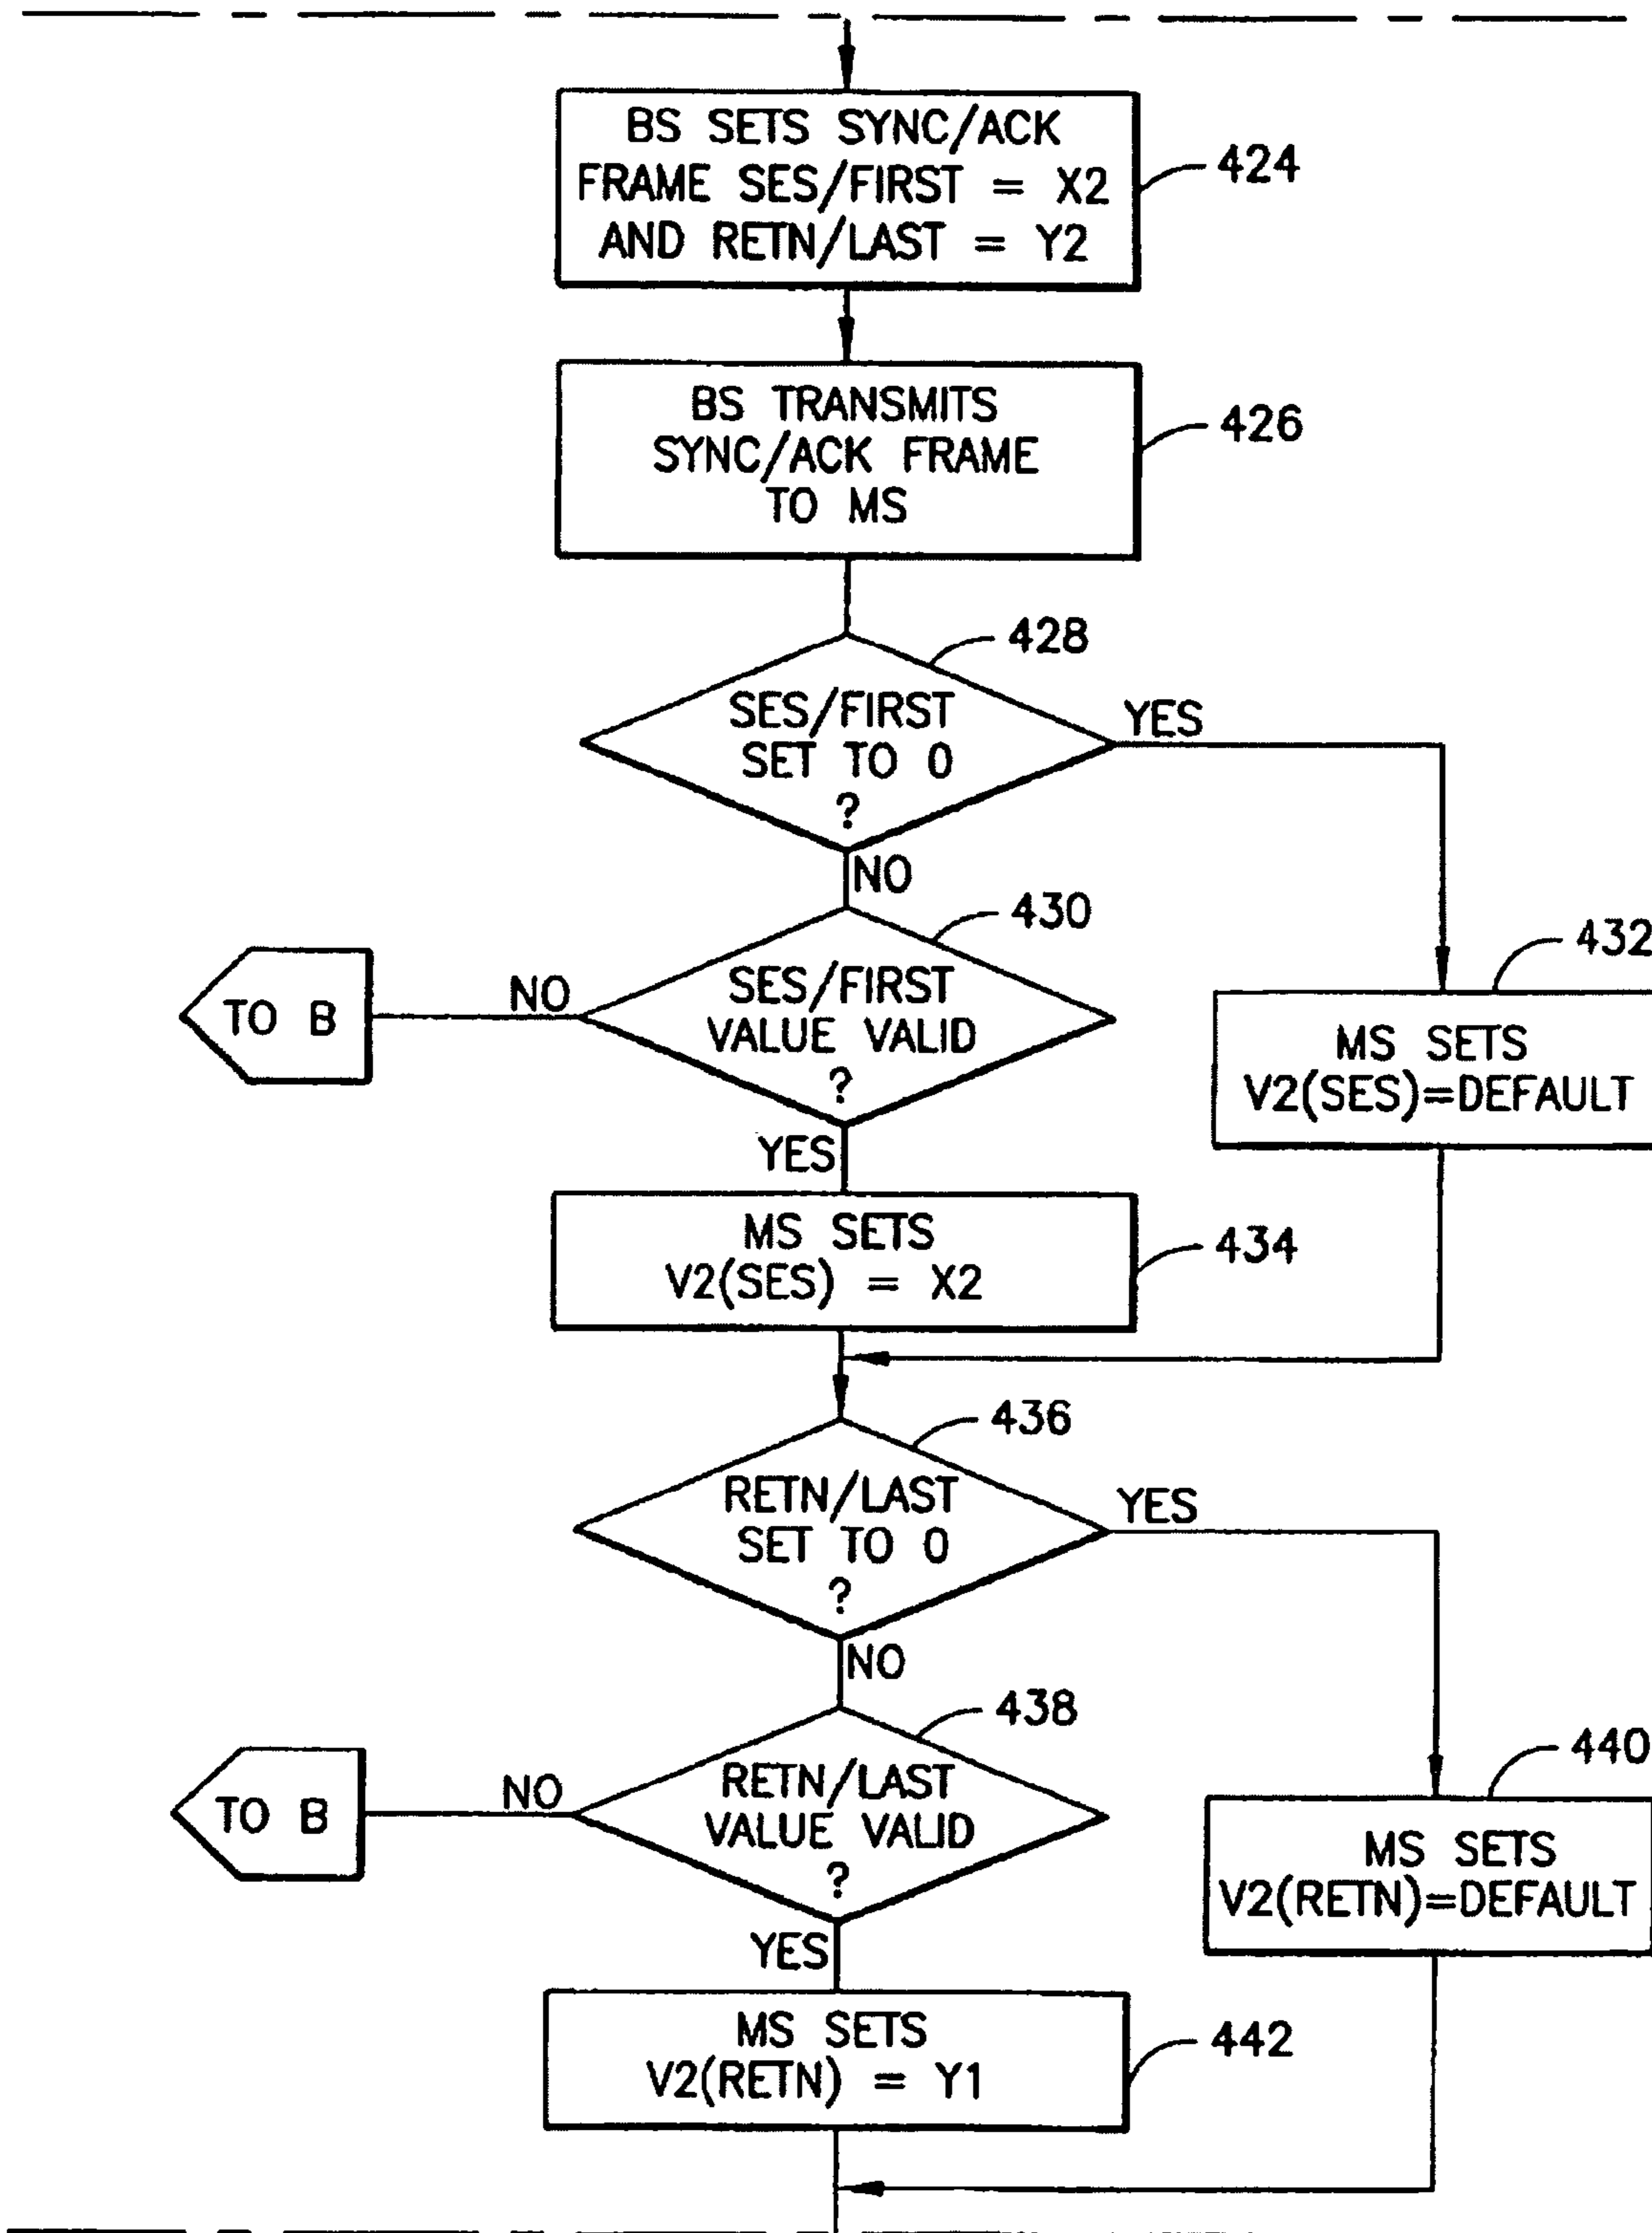 BS SETS SYNC/ACK
FRAME SES/FIRST = X2
AND RETN/LAST = Y2
424
BS TRANSMITS
SYNC/ACK FRAME
TO MS
426
428
SES/FIRST
SET TO 0
?
YES
NO
430
SES/FIRST
VALUE VALID
?
NO
TO B
432
MS SETS
V2(SES)=DEFAULT
YES
MS SETS
V2(SES) = X2
434
436
RETN/LAST
SET TO 0
?
YES
NO
438
RETN/LAST
VALUE VALID
?
NO
TO B
440
MS SETS
V2(RETN)=DEFAULT
YES
MS SETS
V2(RETN) = Y1
442